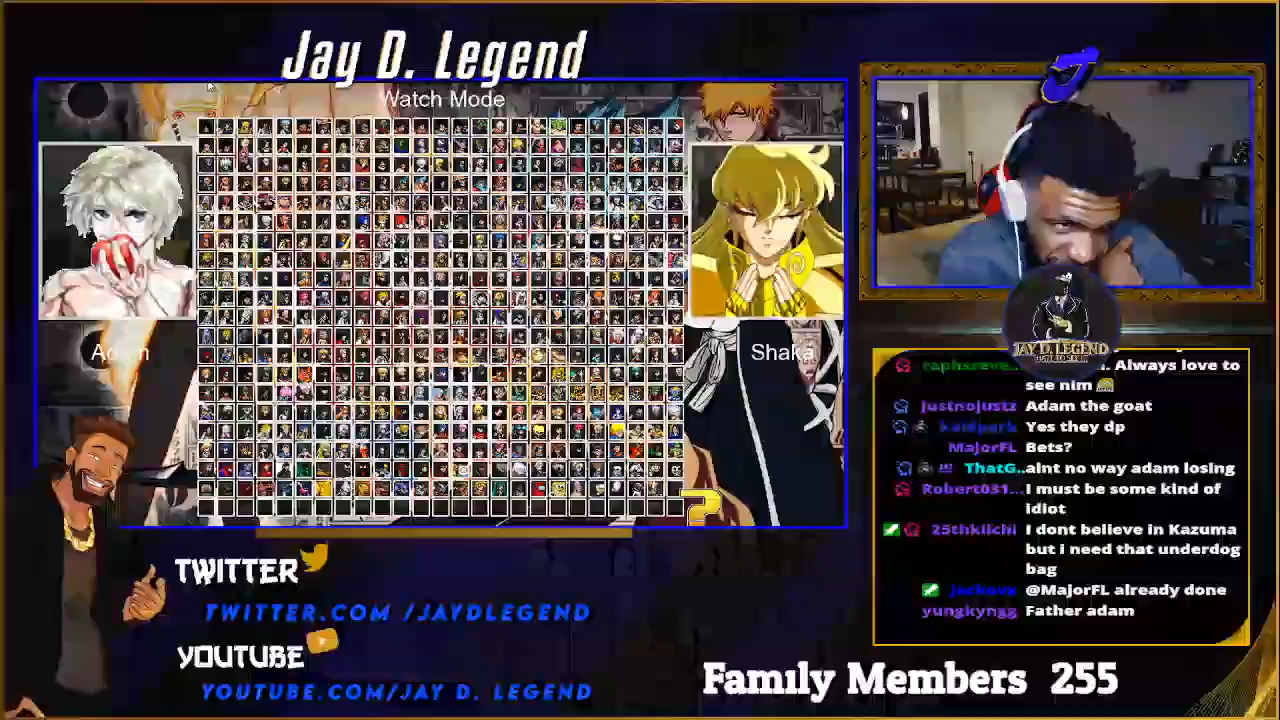 Jay D. Legend
Watch Mode
Adam
Shaka
JAY D. LEGEND
Always love to
see him
justnojustz Adam the goat
Yes they dp
MajorFL Bets?
ThatG.. aint no way adam losing
Robert031... I must be some kind of
idiot
25thkiichi I dont believe in Kazuma
but i need that underdog
bag
@MajorFL already done
yungkyngg Father adam
TWITTER
TWITTER.COM /JAYDLEGEND
YOUTUBE
YOUTUBE.COM/JAY D. LEGEND
Family Members 255